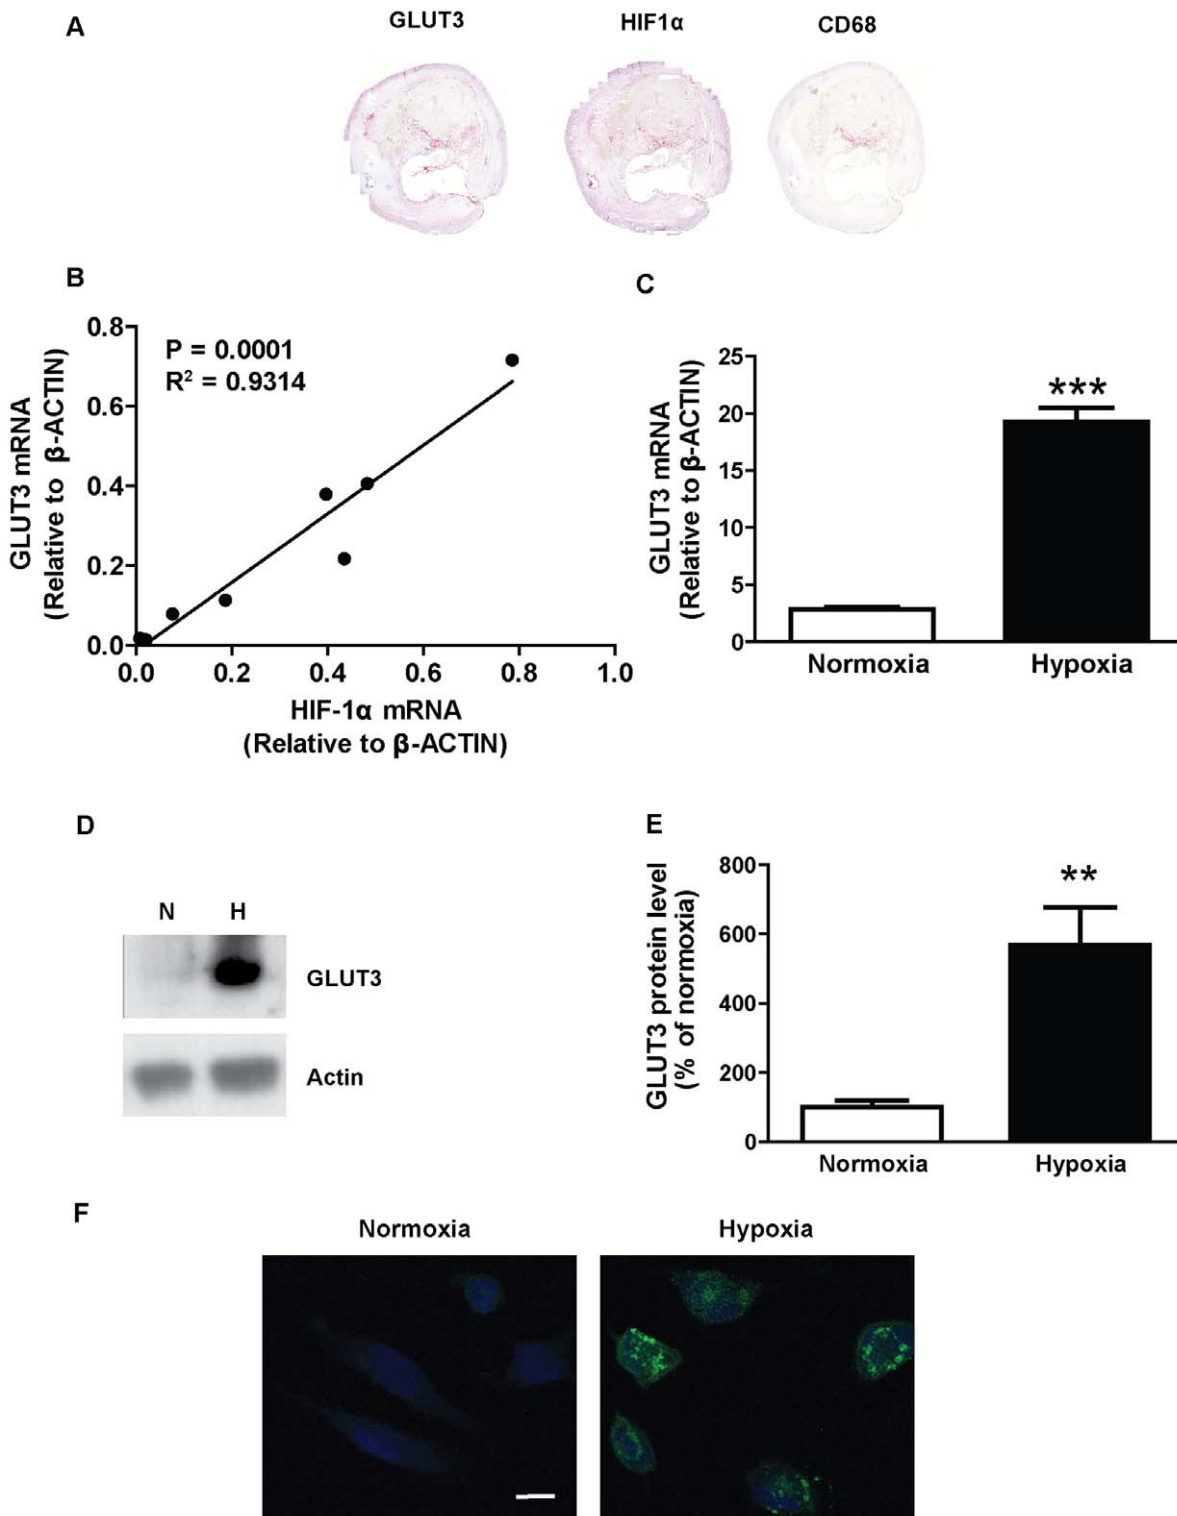 A
GLUT3
HIF1α
CD68
B
GLUT3 mRNA
(Relative to β-ACTIN)
0.8
0.6
0.4
0.2
0.0
P = 0.0001
R² = 0.9314
0.0 0.2 0.4 0.6 0.8 1.0
HIF-1α mRNA
(Relative to β-ACTIN)
C
GLUT3 mRNA
(Relative to β-ACTIN)
25
20
15
10
5
0
***
Normoxia Hypoxia
D
N H
GLUT3
Actin
E
GLUT3 protein level
(% of normoxia)
800
600
400
200
0
**
Normoxia Hypoxia
F
Normoxia
Hypoxia